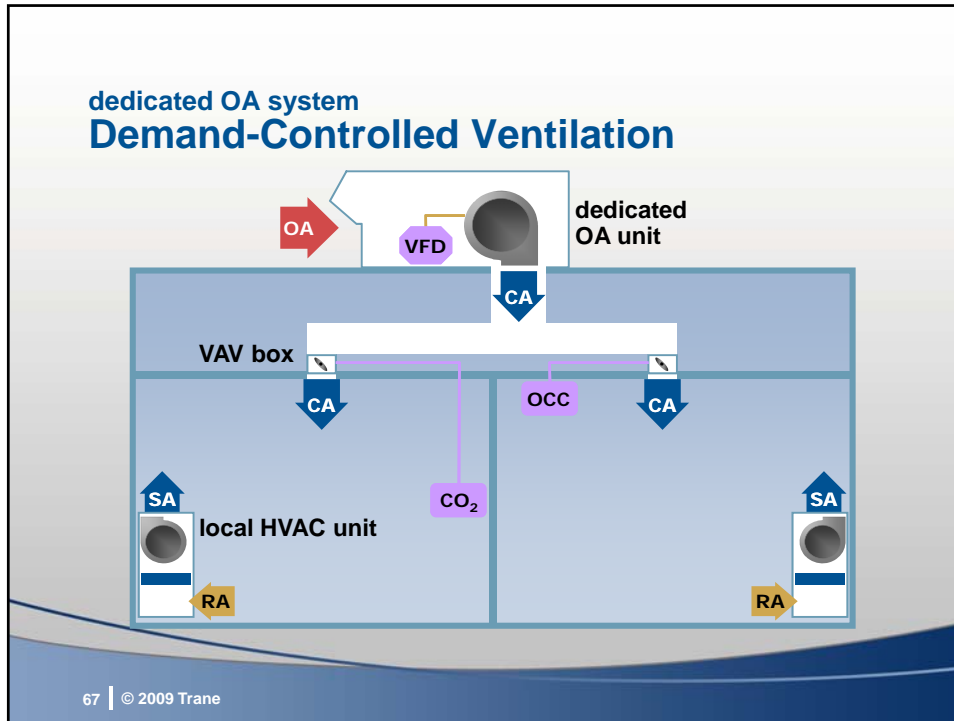 dedicated OA system
Demand-Controlled Ventilation
OA
VFD
dedicated
OA unit
CA
VAV box
CA
OCC
CA
SA
CO₂
SA
local HVAC unit
RA
RA
67 | © 2009 Trane